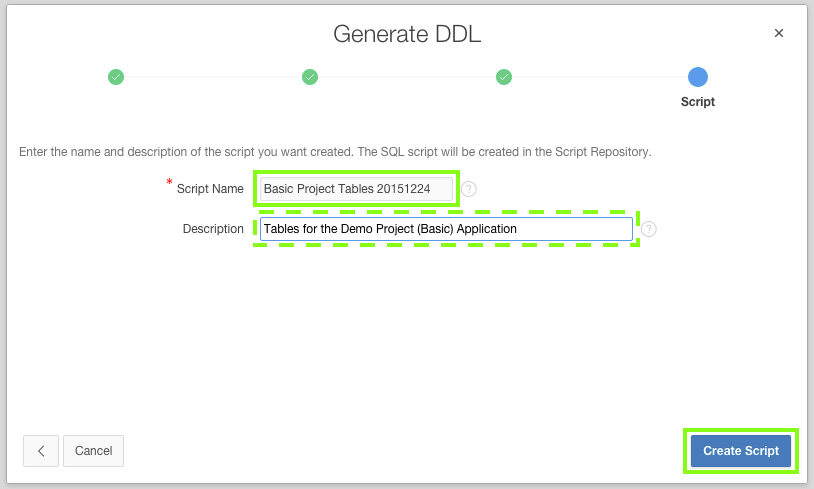 Generate DDL
×
Script
Enter the name and description of the script you want created. The SQL script will be created in the Script Repository.
* Script Name Basic Project Tables 20151224 ?
Description Tables for the Demo Project (Basic) Application ?
< Cancel Create Script